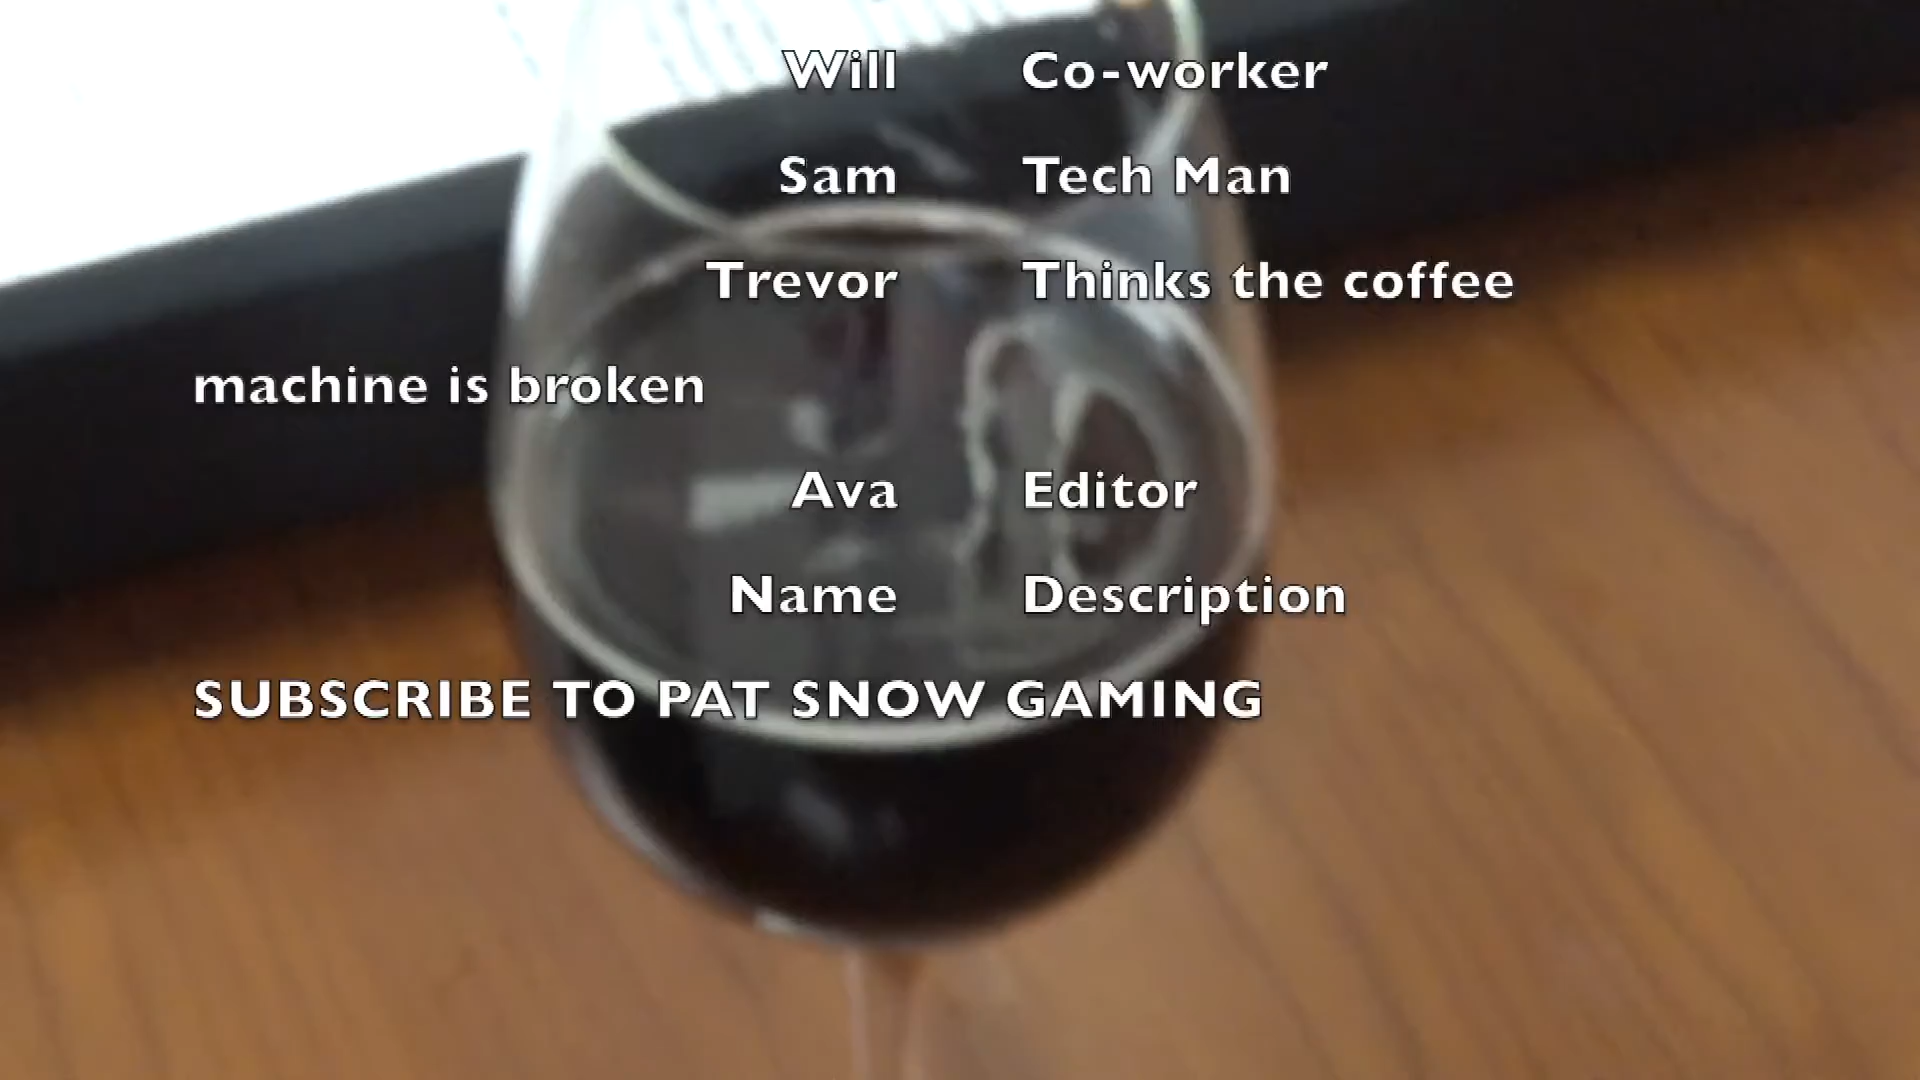 Will Co-worker
Sam Tech Man
Trevor Thinks the coffee
machine is broken
Ava Editor
Name Description
SUBSCRIBE TO PAT SNOW GAMING